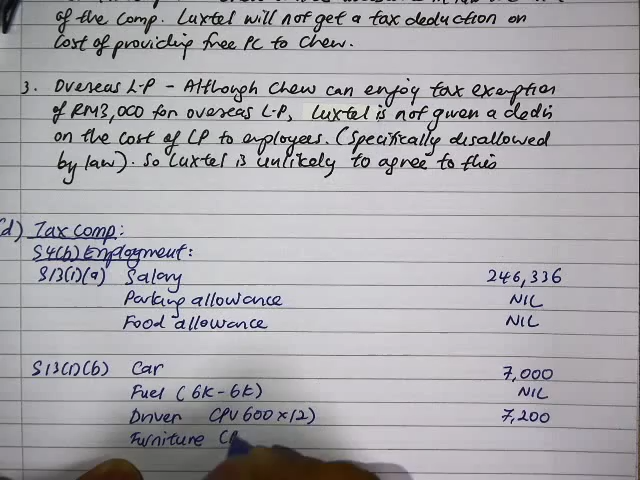 of the comp. Luxtel will not get a tax deduction on
cost of providing free PC to Chew.
3. Overseas L-P - Although Chew can enjoy tax exemption
of RM3,000 for overseas L-P, Luxtel is not given a dedn
on the cost of LP to employees. (Specifically disallowed
by law). So Luxtel is unlikely to agree to this
d) Tax comp:
S4(b) Employment:
S13(1)(a) Salary 246,336
Parking allowance NIL
Food allowance NIL
S13(1)(b) Car 7,000
Fuel (6K-6K) NIL
Driver (PV 600x12) 7,200
Furniture (